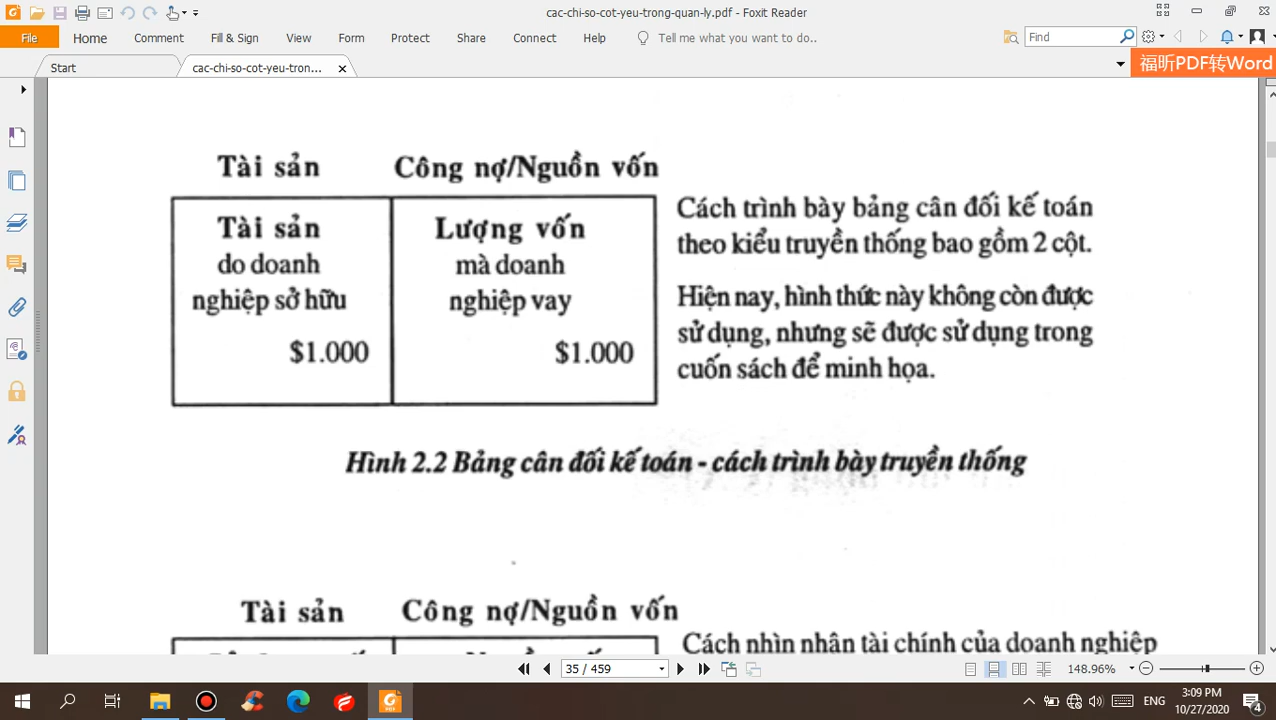 cac-chi-so-cot-yeu-trong-quan-ly.pdf - Foxit Reader
File Home Comment Fill & Sign View Form Protect Share Connect Help Tell me what you want to do.. Find
Start cac-chi-so-cot-yeu-tron... 福昕PDF转Word
Tài sản Công nợ/Nguồn vốn
Tài sản
do doanh
nghiệp sở hữu
$1.000
Lượng vốn
mà doanh
nghiệp vay
$1.000
Cách trình bày bảng cân đối kế toán
theo kiểu truyền thống bao gồm 2 cột.
Hiện nay, hình thức này không còn được
sử dụng, nhưng sẽ được sử dụng trong
cuốn sách để minh họa.
Hình 2.2 Bảng cân đối kế toán - cách trình bày truyền thống
Tài sản Công nợ/Nguồn vốn
Cách nhìn nhận tài chính của doanh nghiệp
35 / 459 148.96%
ENG 3:09 PM
10/27/2020 4